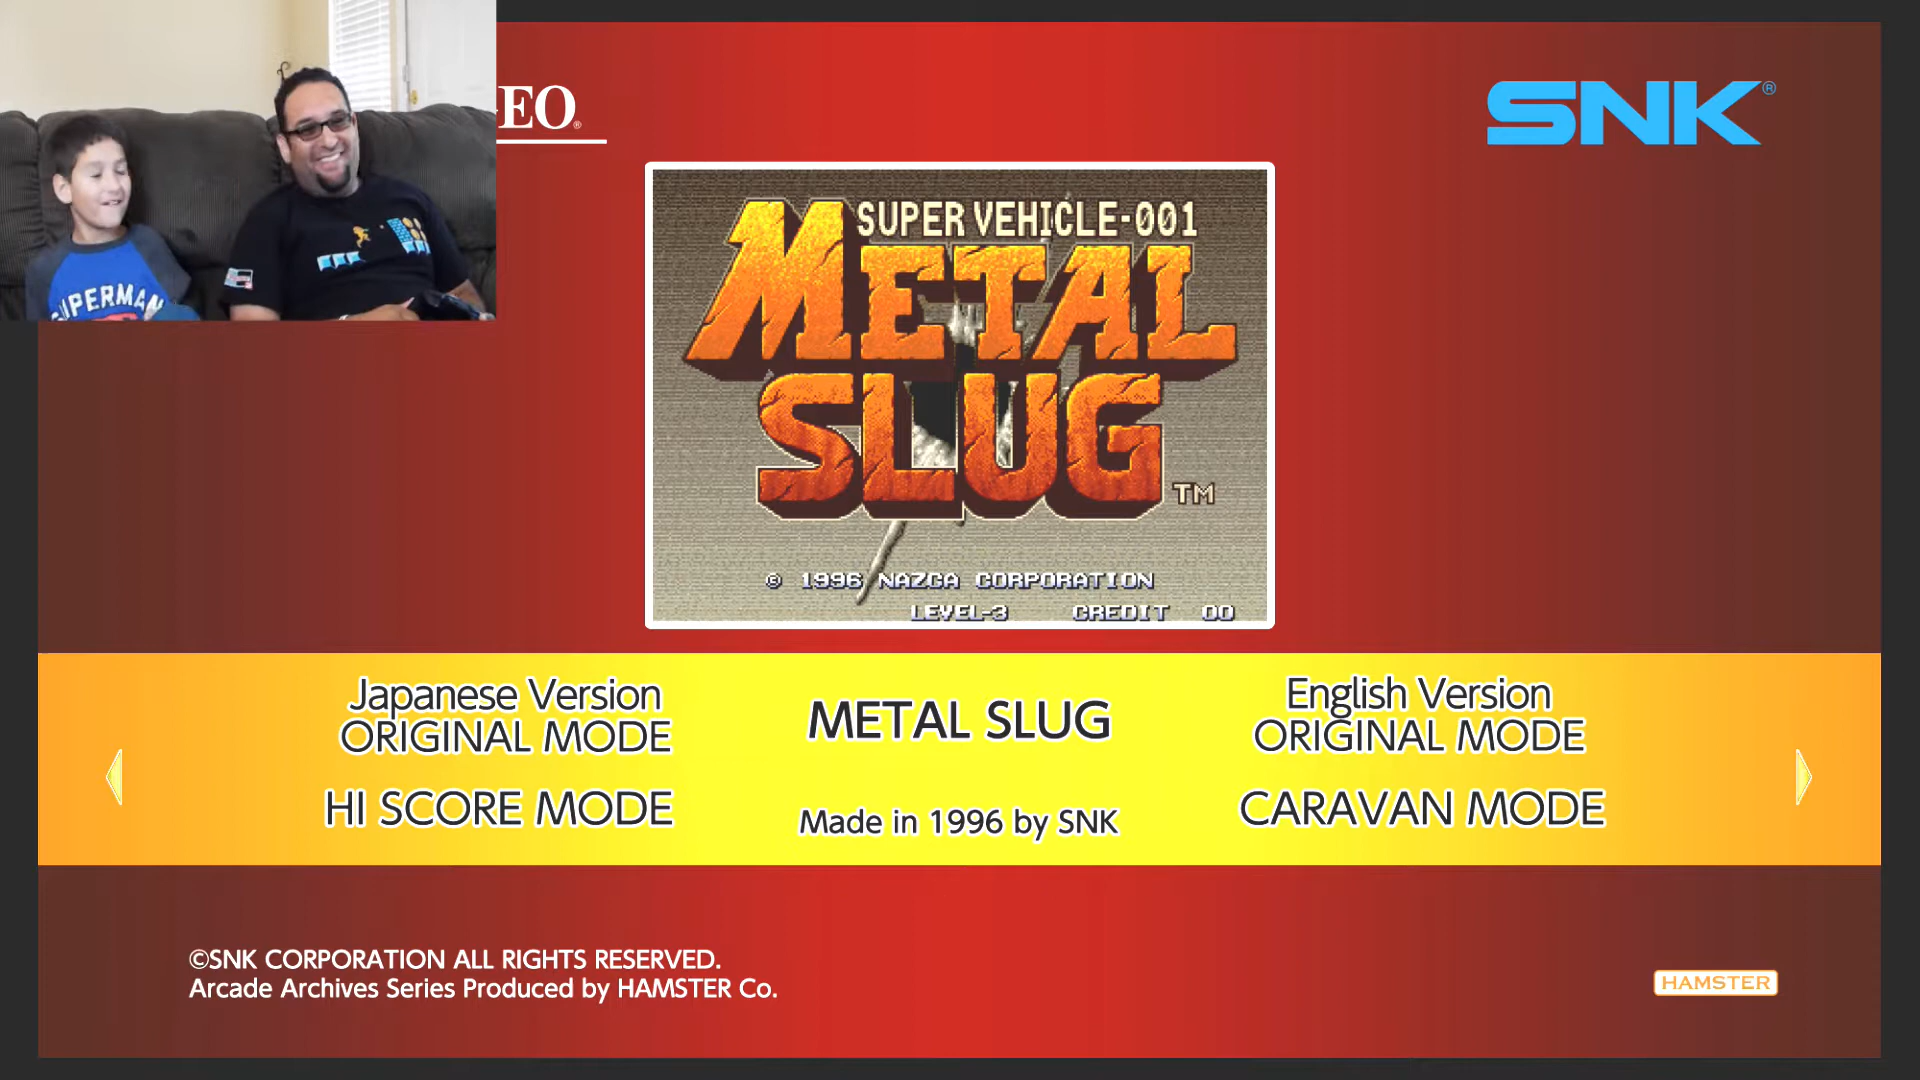 EO®
SNK®
SUPER VEHICLE-001
METAL
SLUG
TM
© 1996 NAZCA CORPORATION
LEVEL-3 CREDIT 00
UPERMAN
Japanese Version
ORIGINAL MODE
HI SCORE MODE
METAL SLUG
Made in 1996 by SNK
English Version
ORIGINAL MODE
CARAVAN MODE
©SNK CORPORATION ALL RIGHTS RESERVED.
Arcade Archives Series Produced by HAMSTER Co.
HAMSTER